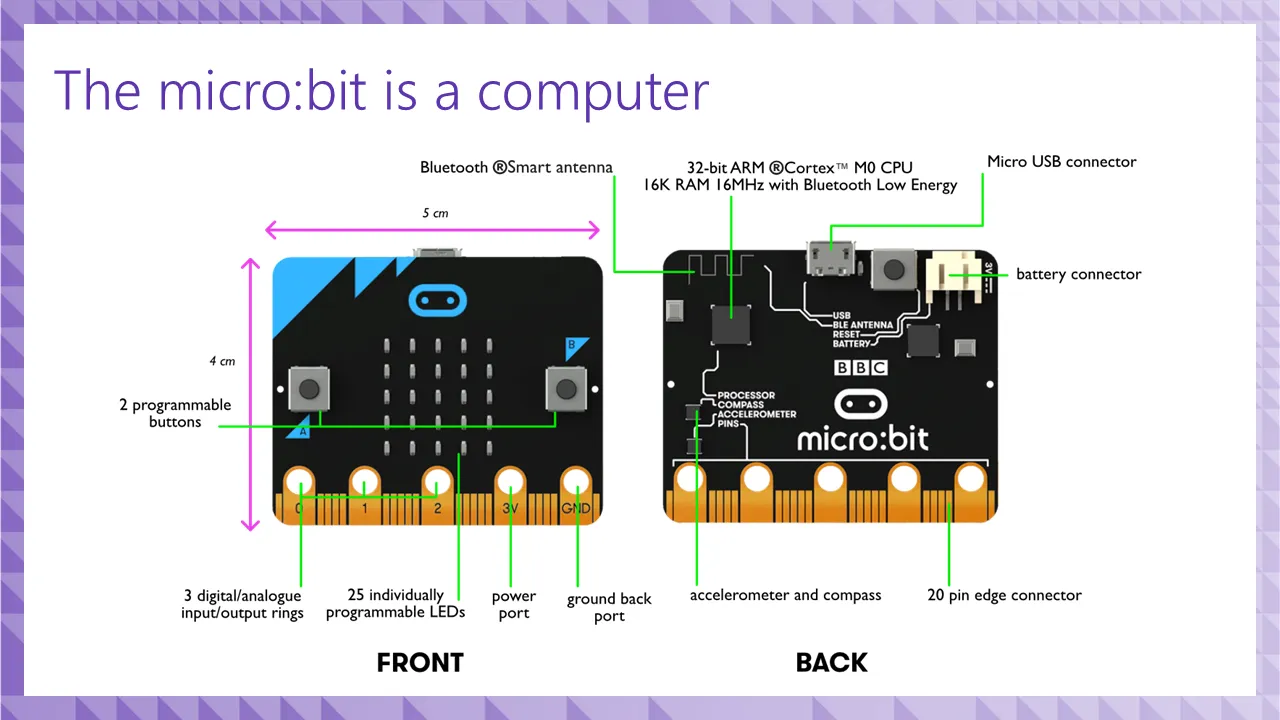 The micro:bit is a computer
Bluetooth ®Smart antenna
32-bit ARM ®Cortex™ M0 CPU
16K RAM 16MHz with Bluetooth Low Energy
Micro USB connector
5 cm
4 cm
battery connector
3V
USB
BLE ANTENNA
RESET
BATTERY
BBC
B
A
2 programmable
buttons
PROCESSOR
COMPASS
ACCELEROMETER
PINS
micro:bit
0 1 2 3V GND
3 digital/analogue
input/output rings
25 individually
programmable LEDs
power
port
ground back
port
accelerometer and compass
20 pin edge connector
FRONT
BACK